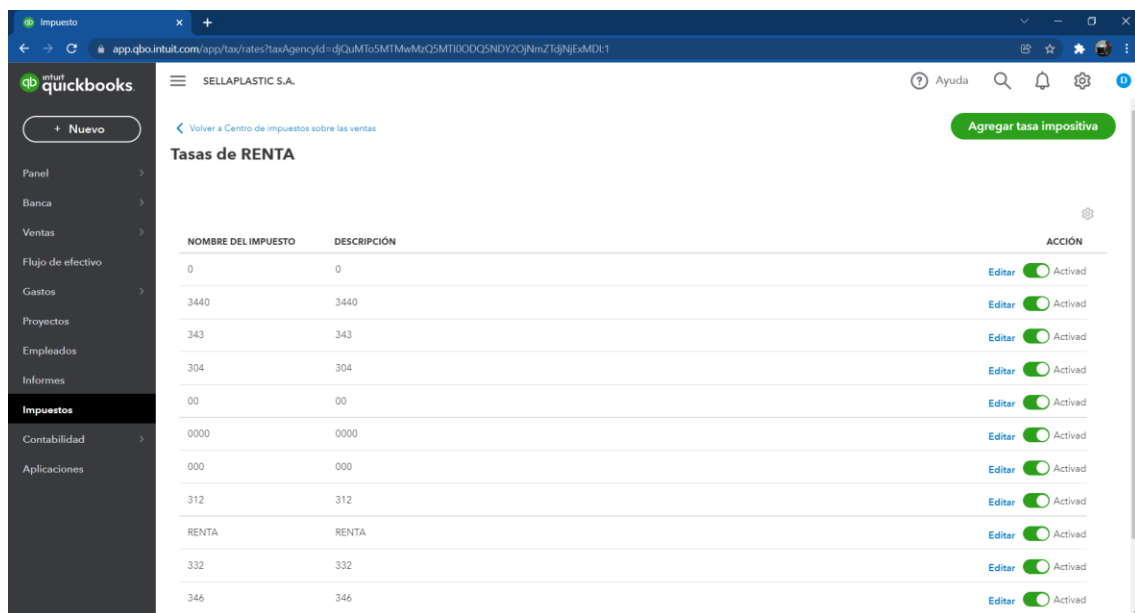 Impuesto
app.qbo.intuit.com/app/tax/rates?taxAgencyId=djQuMTo5MTMwMzQ5MTI0ODQ5NDY2OjNmZTdjNjExMDI:1
intuit quickbooks.
SELLAPLASTIC S.A.
Ayuda
D
+ Nuevo
Panel
Banca
Ventas
Flujo de efectivo
Gastos
Proyectos
Empleados
Informes
Impuestos
Contabilidad
Aplicaciones
Volver a Centro de impuestos sobre las ventas
Agregar tasa impositiva
Tasas de RENTA
NOMBRE DEL IMPUESTO DESCRIPCIÓN ACCIÓN
0 0 Editar Activad
3440 3440 Editar Activad
343 343 Editar Activad
304 304 Editar Activad
00 00 Editar Activad
0000 0000 Editar Activad
000 000 Editar Activad
312 312 Editar Activad
RENTA RENTA Editar Activad
332 332 Editar Activad
346 346 Editar Activad